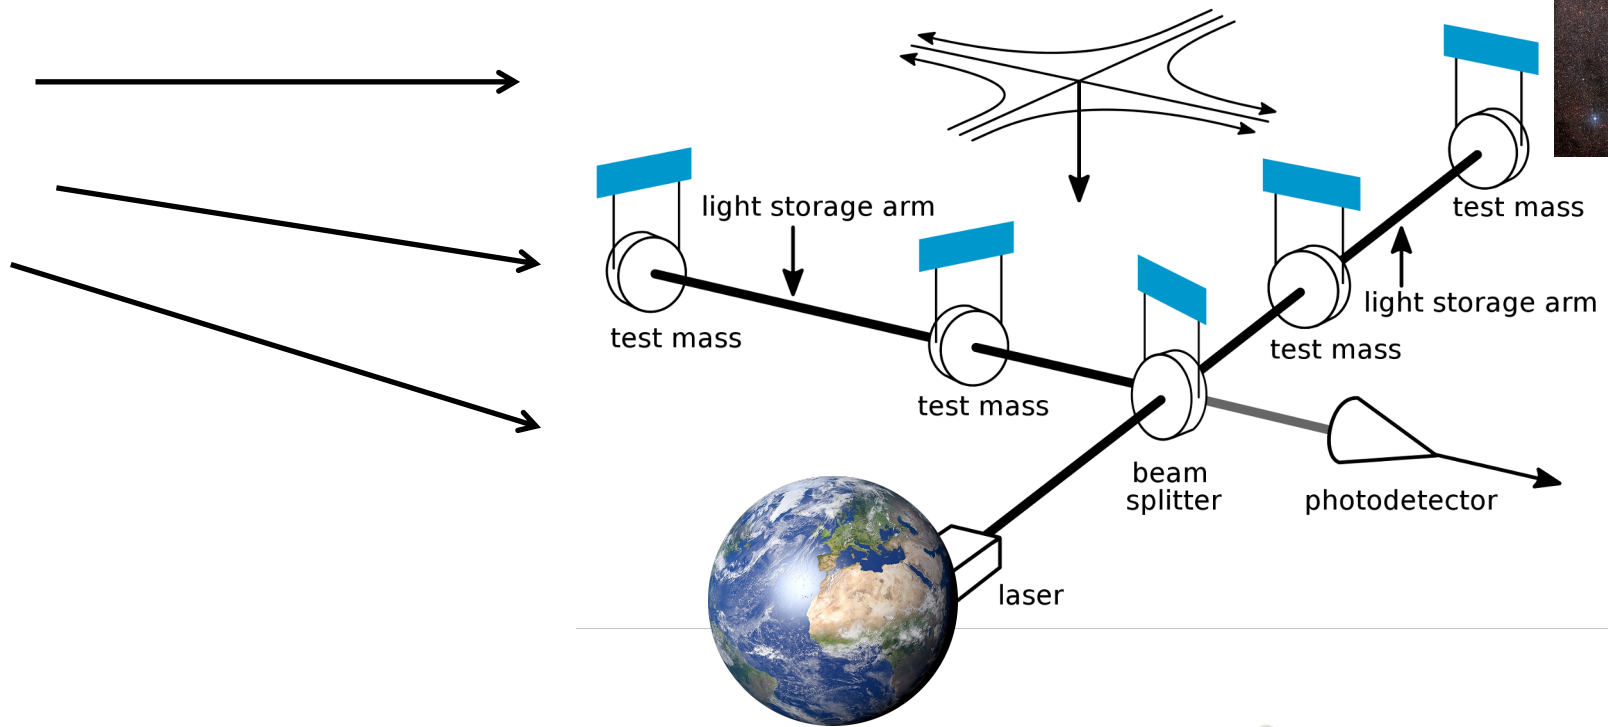 light storage arm
test mass
light storage arm
test mass
test mass
test mass
beam
splitter
photodetector
laser